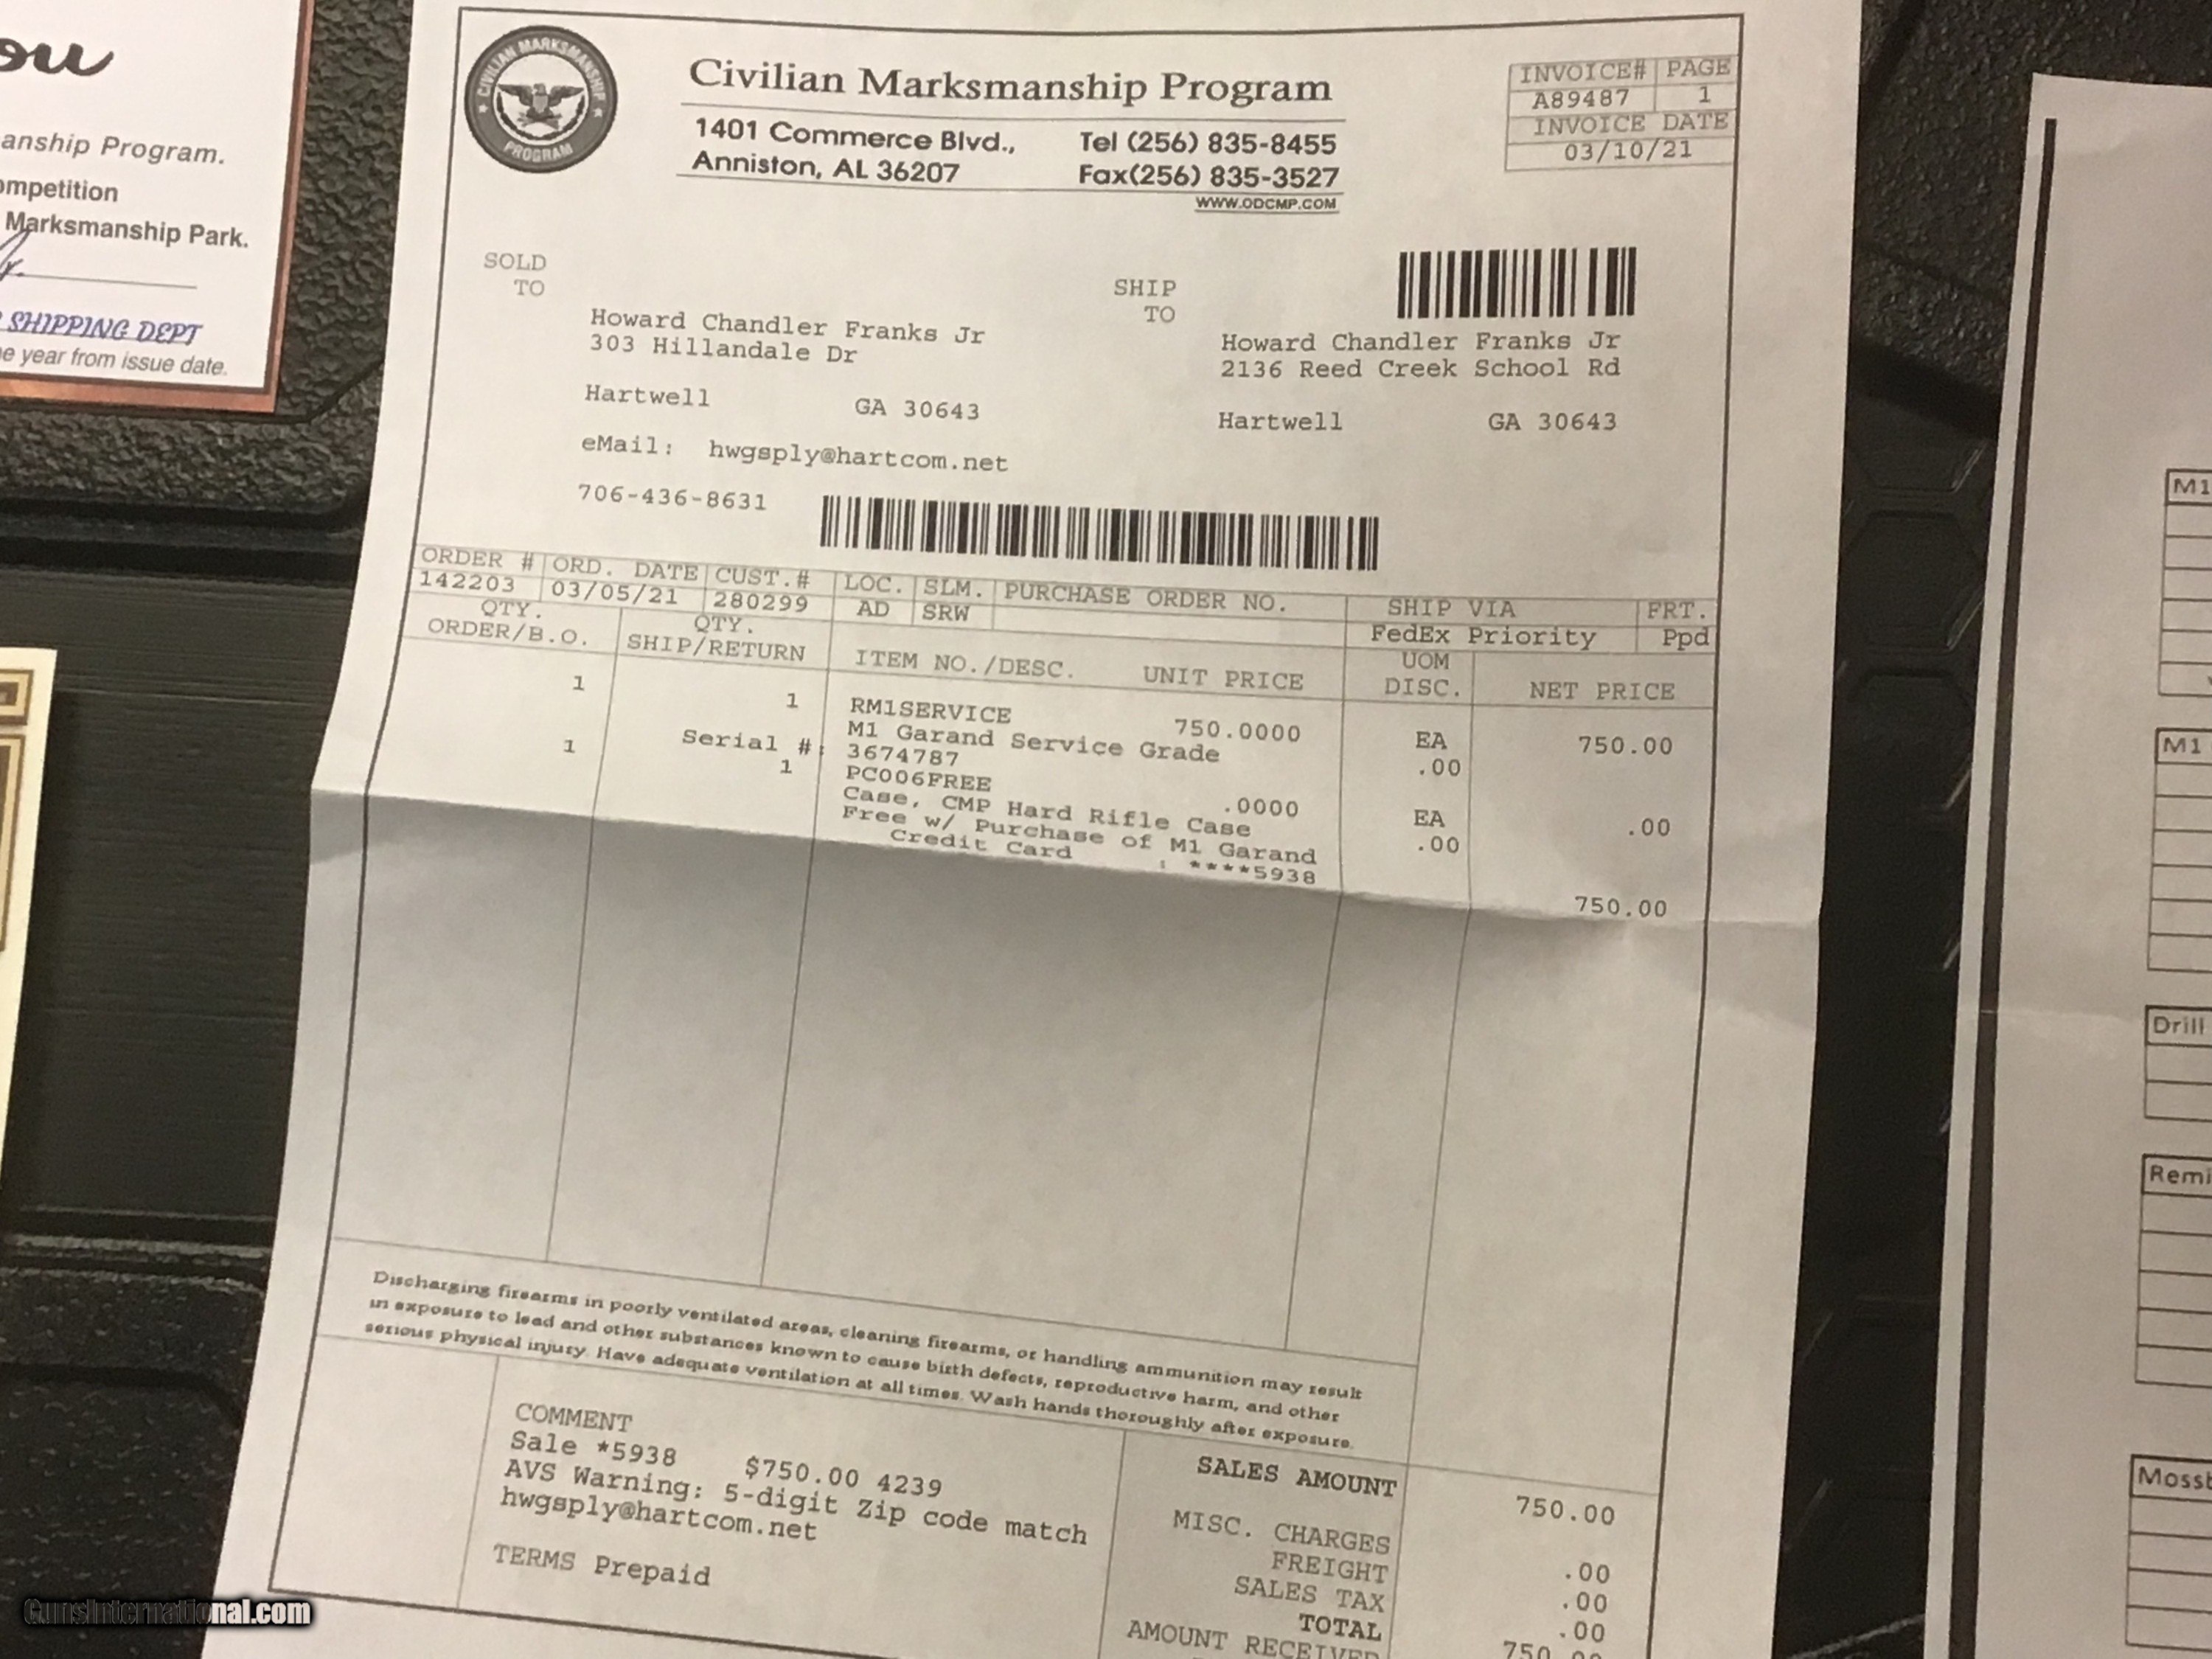 ou
anship Program.
ompetition
Marksmanship Park.
SHIPPING DEPT
e year from issue date.
CIVILIAN MARKSMANSHIP
PROGRAM
Civilian Marksmanship Program
1401 Commerce Blvd., Tel (256) 835-8455
Anniston, AL 36207 Fax(256) 835-3527
WWW.ODCMP.COM
INVOICE# PAGE
A89487 1
INVOICE DATE
03/10/21
SOLD
TO
Howard Chandler Franks Jr
303 Hillandale Dr
Hartwell GA 30643
eMail: hwgsply@hartcom.net
706-436-8631
SHIP
TO
Howard Chandler Franks Jr
2136 Reed Creek School Rd
Hartwell GA 30643
ORDER # ORD. DATE CUST.# LOC. SLM. PURCHASE ORDER NO. SHIP VIA FRT.
142203 03/05/21 280299 AD SRW FedEx Priority Ppd
QTY. QTY. UOM
ORDER/B.O. SHIP/RETURN ITEM NO./DESC. UNIT PRICE DISC. NET PRICE
1 1 RM1SERVICE 750.0000 EA 750.00
M1 Garand Service Grade .00
Serial #: 3674787
1 1 PC006FREE .0000 EA .00
Case, CMP Hard Rifle Case .00
Free w/ Purchase of M1 Garand
Credit Card : ****5938 750.00
Discharging firearms in poorly ventilated areas, cleaning firearms, or handling ammunition may result
in exposure to lead and other substances known to cause birth defects, reproductive harm, and other
serious physical injury. Have adequate ventilation at all times. Wash hands thoroughly after exposure.
COMMENT
Sale *5938 $750.00 4239
AVS Warning: 5-digit Zip code match
hwgsply@hartcom.net
TERMS Prepaid
SALES AMOUNT 750.00
MISC. CHARGES .00
FREIGHT .00
SALES TAX .00
TOTAL 750.00
AMOUNT RECEIVED
M1
M1
Drill
Remi
Mossb
GunsInternational.com